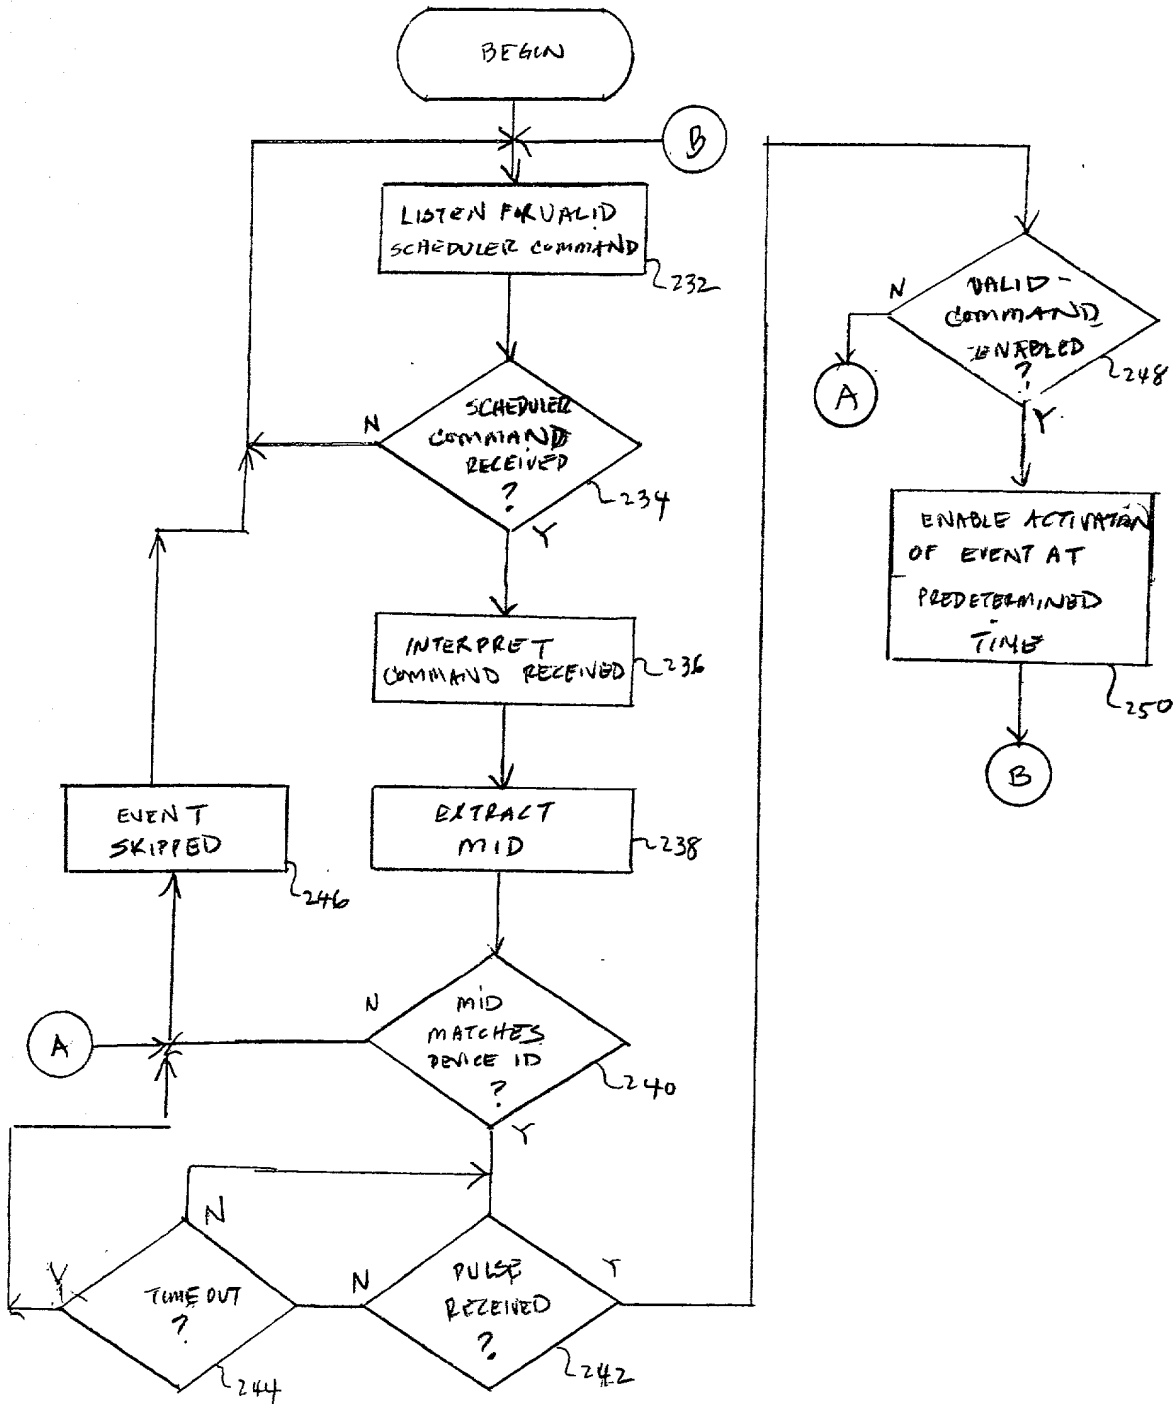 BEGIN
B
LISTEN FOR VALID
SCHEDULER COMMAND
232
N
VALID-
COMMAND
-ENABLED
?
248
A
Y
SCHEDULER
COMMAND
RECEIVED
?
N
234
Y
ENABLE ACTIVATION
OF EVENT AT
PREDETERMINED
TIME
250
B
INTERPRET
COMMAND RECEIVED
236
EVENT
SKIPPED
246
EXTRACT
MID
238
A
N
MID
MATCHES
DEVICE ID
?
240
Y
N
Y
TIME OUT
?
244
N
PULSE
RECEIVED
?
Y
242